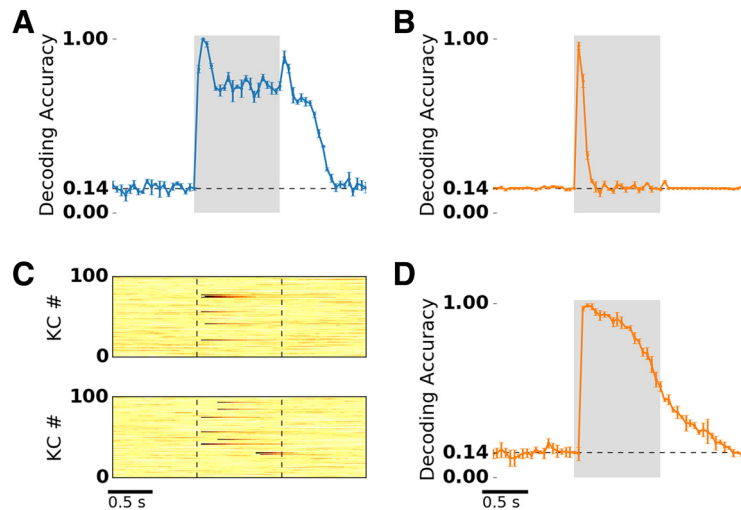 A
Decoding Accuracy
1.00
0.14
0.00
B
Decoding Accuracy
1.00
0.14
0.00
C
KC #
100
0
KC #
100
0
0.5 s
D
Decoding Accuracy
1.00
0.14
0.00
0.5 s